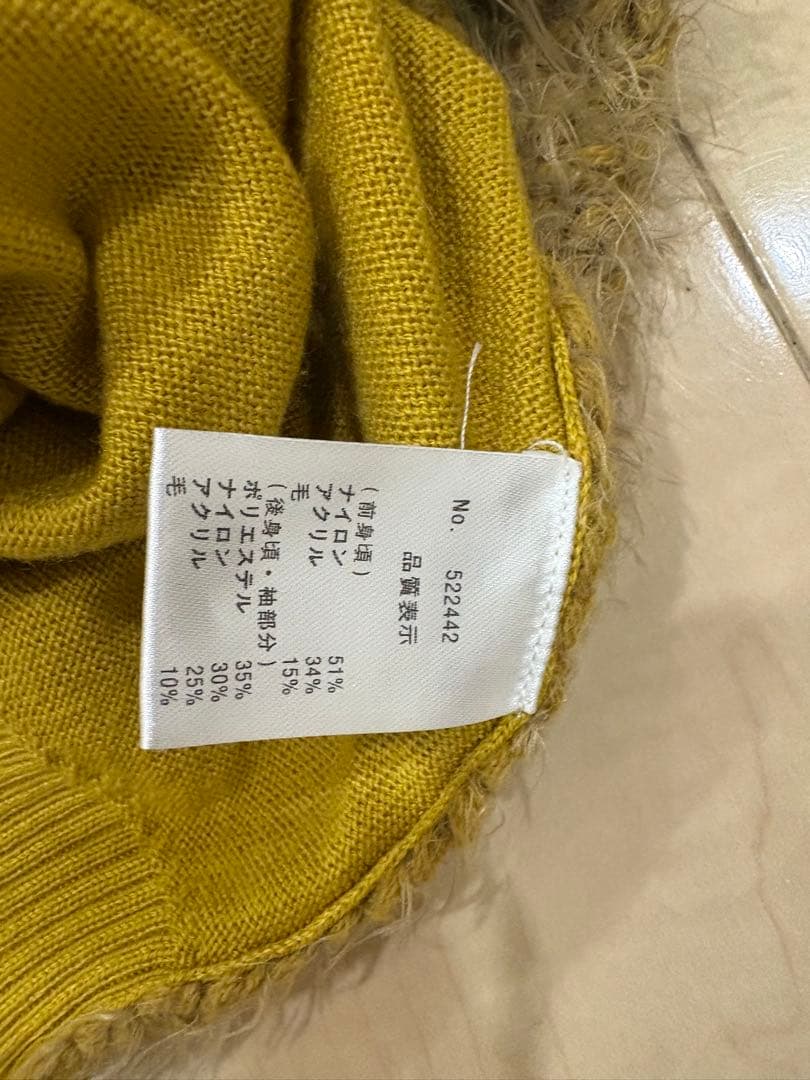 No. 522442
品質表示
(前身頃)
ナイロン 51%
アクリル 34%
毛 15%
(後身頃・袖部分)
ポリエステル 35%
ナイロン 30%
アクリル 25%
毛 10%